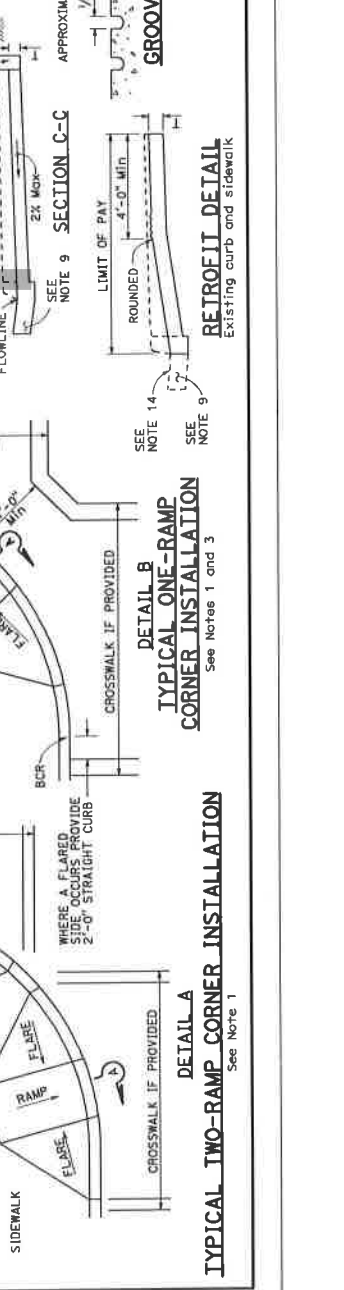 SIDEWALK
FLARE
RAMP
FLARE
A
CROSSWALK IF PROVIDED
DETAIL A
TYPICAL TWO-RAMP CORNER INSTALLATION
See Note 1
WHERE A FLARED
SIDE OCCURS PROVIDE
2'-0" STRAIGHT CURB
BCR
FLARE
A
Min
CROSSWALK IF PROVIDED
DETAIL B
TYPICAL ONE-RAMP
CORNER INSTALLATION
See Notes 1 and 3
FLOWLINE
2% Max
SEE
NOTE 9
SECTION C-C
LIMIT OF PAY
4'-0" Min
ROUNDED
T
SEE
NOTE 14
SEE
NOTE 9
RETROFIT DETAIL
Existing curb and sidewalk
APPROXIM
GROOV